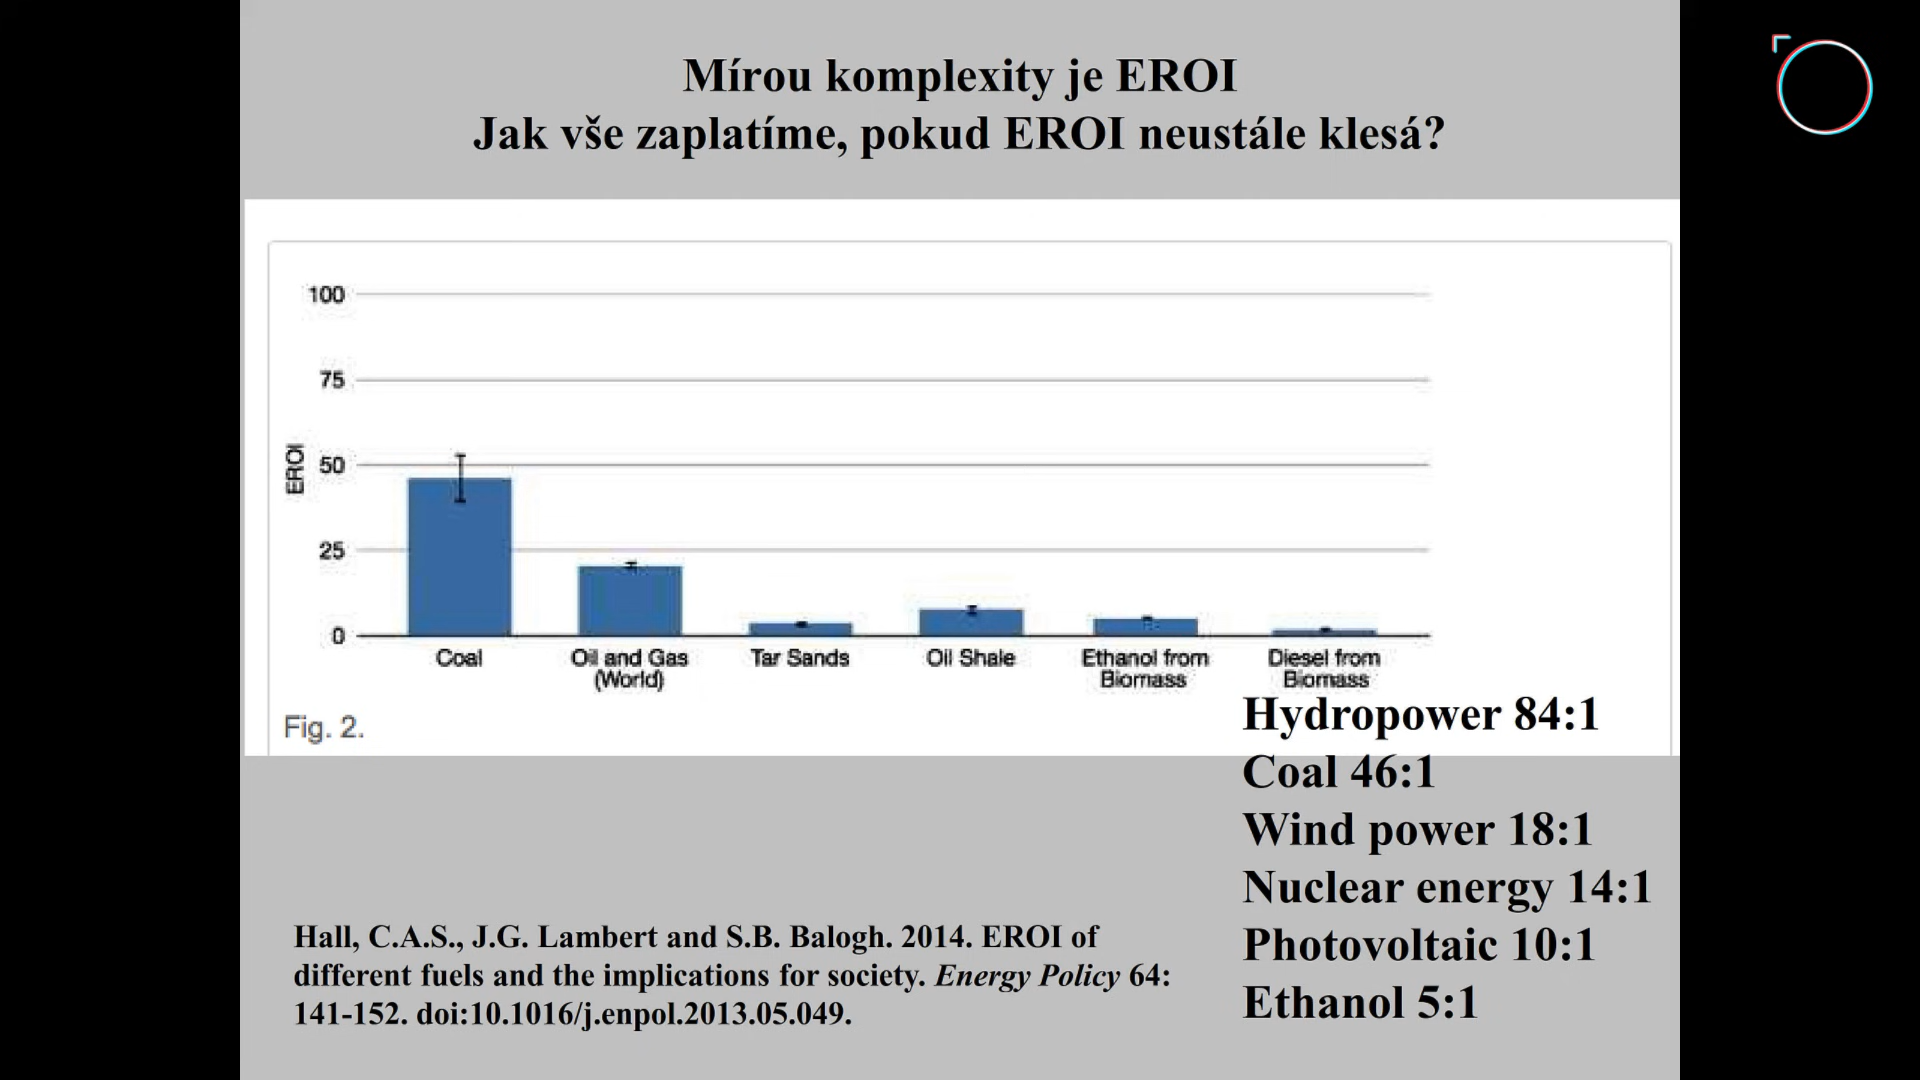 Mírou komplexity je EROI
Jak vše zaplatíme, pokud EROI neustále klesá?
100
75
50
25
0
EROI
Coal
Oil and Gas
(World)
Tar Sands
Oil Shale
Ethanol from
Biomass
Diesel from
Biomass
Fig. 2.
Hydropower 84:1
Coal 46:1
Wind power 18:1
Nuclear energy 14:1
Photovoltaic 10:1
Ethanol 5:1
Hall, C.A.S., J.G. Lambert and S.B. Balogh. 2014. EROI of
different fuels and the implications for society. Energy Policy 64:
141-152. doi:10.1016/j.enpol.2013.05.049.